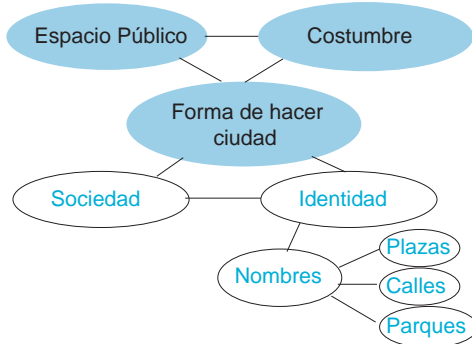 Espacio Público
Costumbre
Forma de hacer
ciudad
Sociedad
Identidad
Plazas
Nombres
Calles
Parques